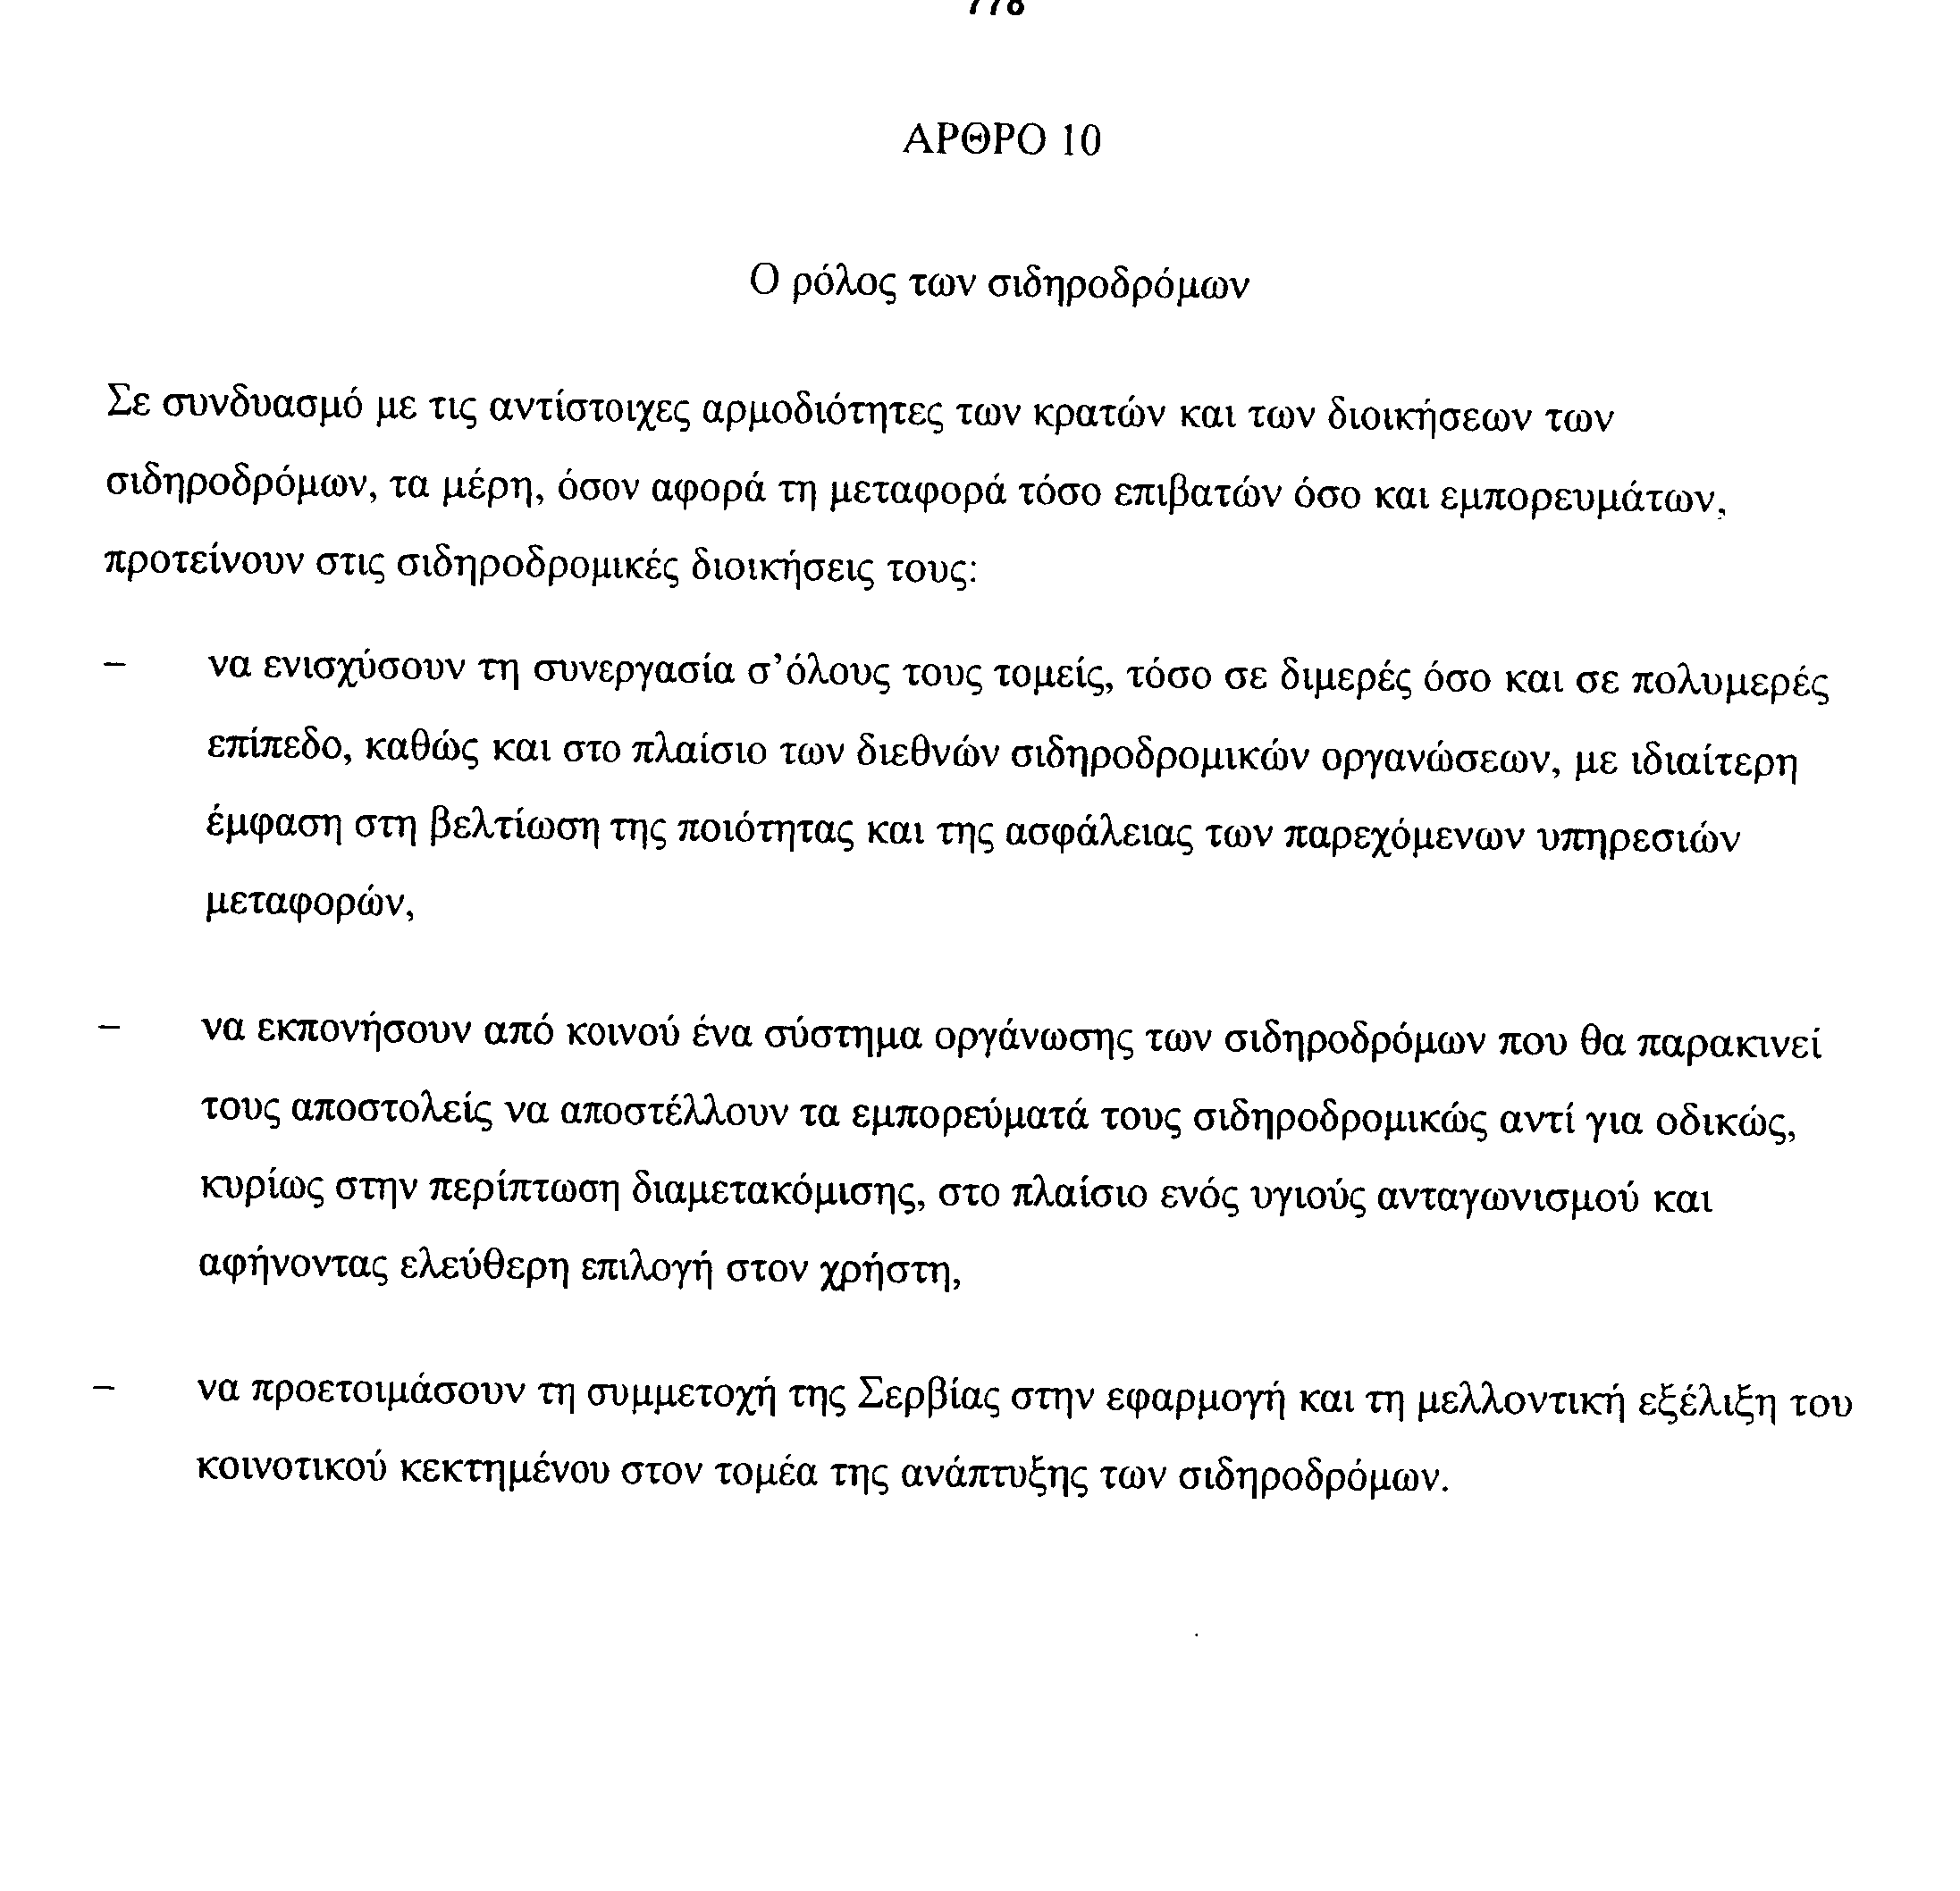 ΑΡΘΡΟ 10
Ο ρόλος των σιδηροδρόμων
Σε συνδυασμό με τις αντίστοιχες αρμοδιότητες των κρατών και των διοικήσεων των
σιδηροδρόμων, τα μέρη, όσον αφορά τη μεταφορά τόσο επιβατών όσο και εμπορευμάτων,
προτείνουν στις σιδηροδρομικές διοικήσεις τους:
– να ενισχύσουν τη συνεργασία σ’όλους τους τομείς, τόσο σε διμερές όσο και σε πολυμερές
επίπεδο, καθώς και στο πλαίσιο των διεθνών σιδηροδρομικών οργανώσεων, με ιδιαίτερη
έμφαση στη βελτίωση της ποιότητας και της ασφάλειας των παρεχόμενων υπηρεσιών
μεταφορών,
– να εκπονήσουν από κοινού ένα σύστημα οργάνωσης των σιδηροδρόμων που θα παρακινεί
τους αποστολείς να αποστέλλουν τα εμπορεύματά τους σιδηροδρομικώς αντί για οδικώς,
κυρίως στην περίπτωση διαμετακόμισης, στο πλαίσιο ενός υγιούς ανταγωνισμού και
αφήνοντας ελεύθερη επιλογή στον χρήστη,
– να προετοιμάσουν τη συμμετοχή της Σερβίας στην εφαρμογή και τη μελλοντική εξέλιξη του
κοινοτικού κεκτημένου στον τομέα της ανάπτυξης των σιδηροδρόμων.